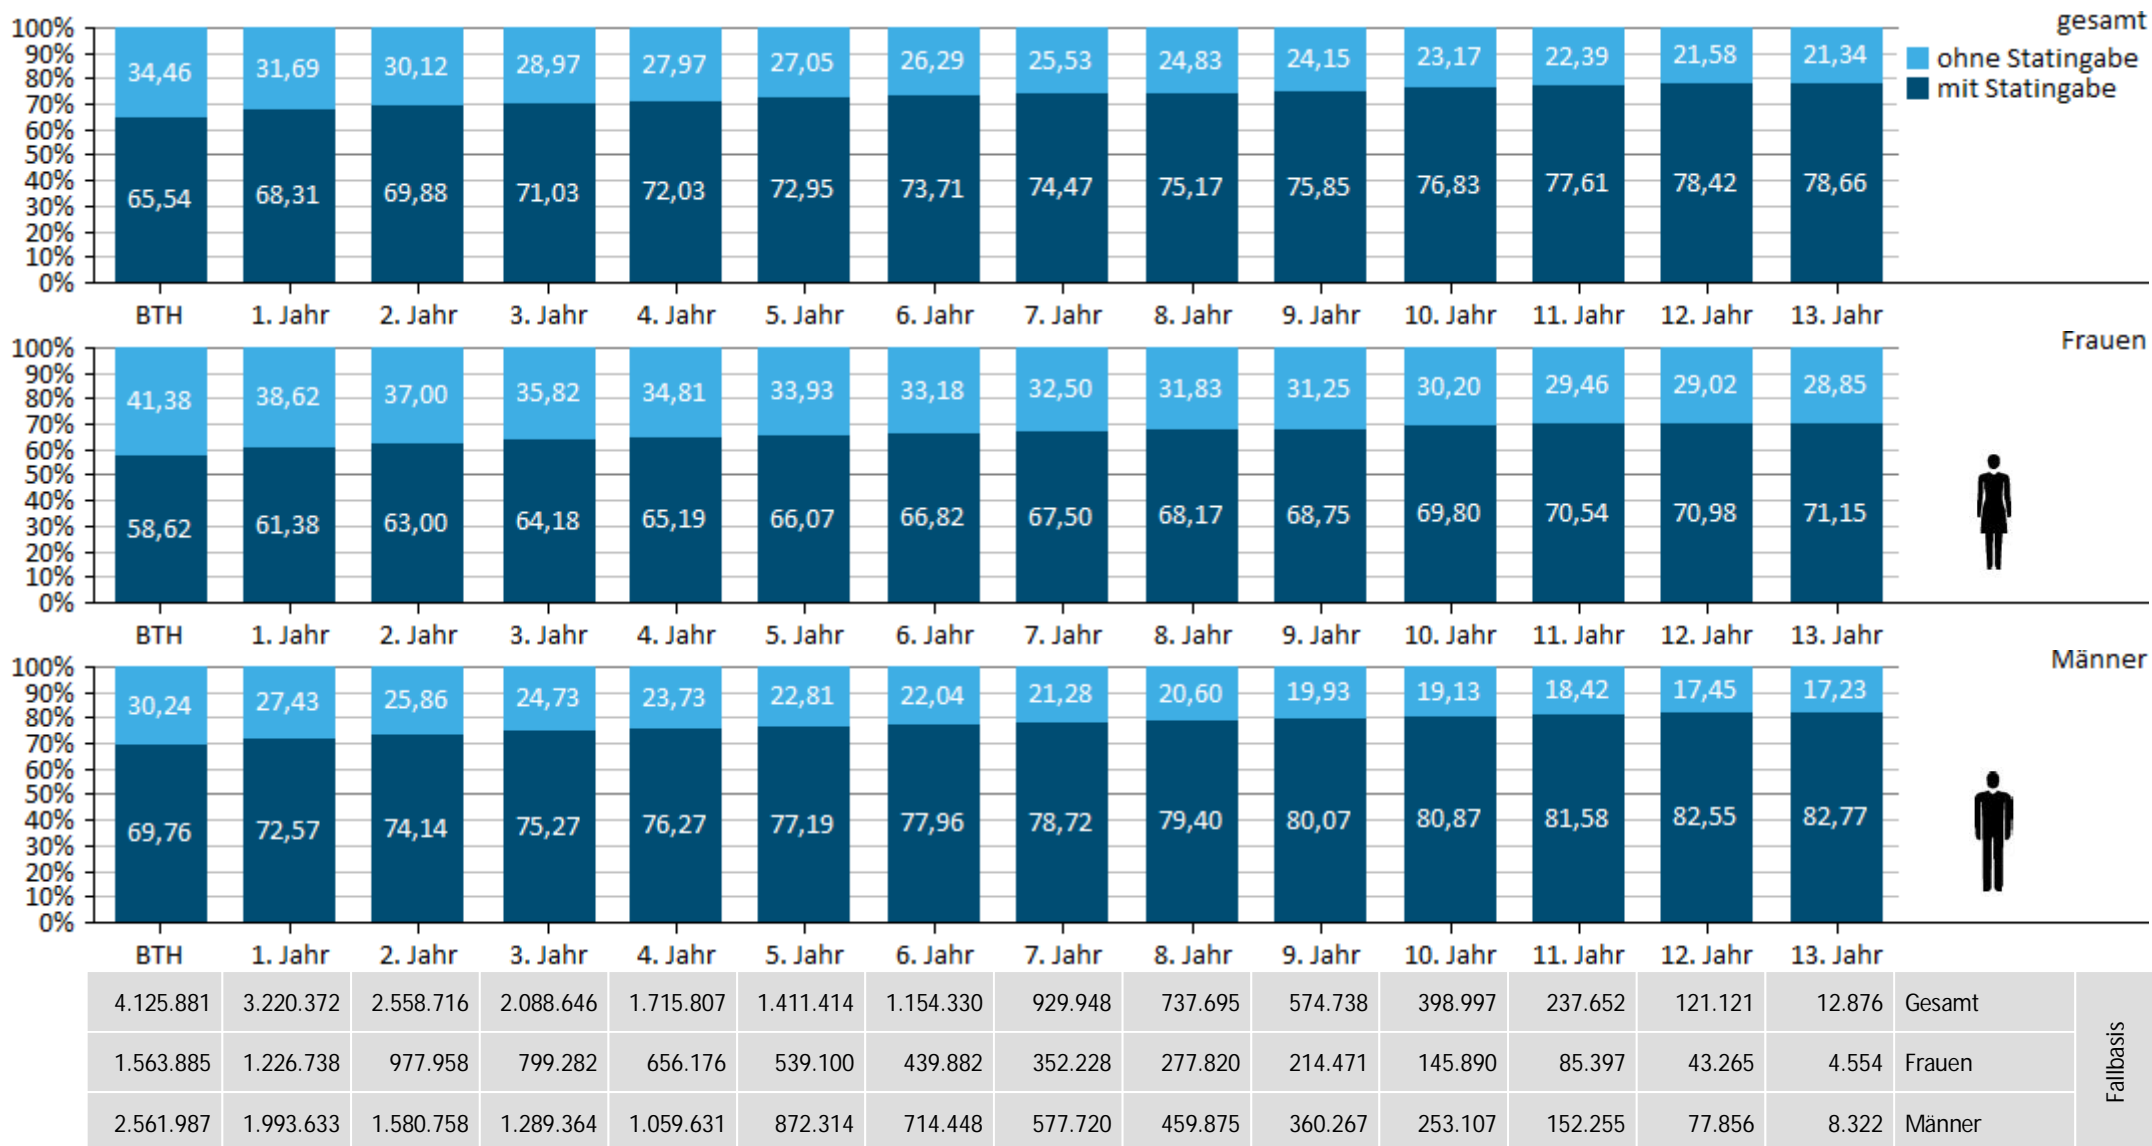 gesamt
ohne Statingabe
mit Statingabe
100%
90%
80%
70%
60%
50%
40%
30%
20%
10%
0%
34,46 31,69 30,12 28,97 27,97 27,05 26,29 25,53 24,83 24,15 23,17 22,39 21,58 21,34
65,54 68,31 69,88 71,03 72,03 72,95 73,71 74,47 75,17 75,85 76,83 77,61 78,42 78,66
BTH 1. Jahr 2. Jahr 3. Jahr 4. Jahr 5. Jahr 6. Jahr 7. Jahr 8. Jahr 9. Jahr 10. Jahr 11. Jahr 12. Jahr 13. Jahr
Frauen
100%
90%
80%
70%
60%
50%
40%
30%
20%
10%
0%
41,38 38,62 37,00 35,82 34,81 33,93 33,18 32,50 31,83 31,25 30,20 29,46 29,02 28,85
58,62 61,38 63,00 64,18 65,19 66,07 66,82 67,50 68,17 68,75 69,80 70,54 70,98 71,15
BTH 1. Jahr 2. Jahr 3. Jahr 4. Jahr 5. Jahr 6. Jahr 7. Jahr 8. Jahr 9. Jahr 10. Jahr 11. Jahr 12. Jahr 13. Jahr
Männer
100%
90%
80%
70%
60%
50%
40%
30%
20%
10%
0%
30,24 27,43 25,86 24,73 23,73 22,81 22,04 21,28 20,60 19,93 19,13 18,42 17,45 17,23
69,76 72,57 74,14 75,27 76,27 77,19 77,96 78,72 79,40 80,07 80,87 81,58 82,55 82,77
BTH 1. Jahr 2. Jahr 3. Jahr 4. Jahr 5. Jahr 6. Jahr 7. Jahr 8. Jahr 9. Jahr 10. Jahr 11. Jahr 12. Jahr 13. Jahr
4.125.881 3.220.372 2.558.716 2.088.646 1.715.807 1.411.414 1.154.330 929.948 737.695 574.738 398.997 237.652 121.121 12.876 Gesamt
1.563.885 1.226.738 977.958 799.282 656.176 539.100 439.882 352.228 277.820 214.471 145.890 85.397 43.265 4.554 Frauen
2.561.987 1.993.633 1.580.758 1.289.364 1.059.631 872.314 714.448 577.720 459.875 360.267 253.107 152.255 77.856 8.322 Männer
Fallbasis